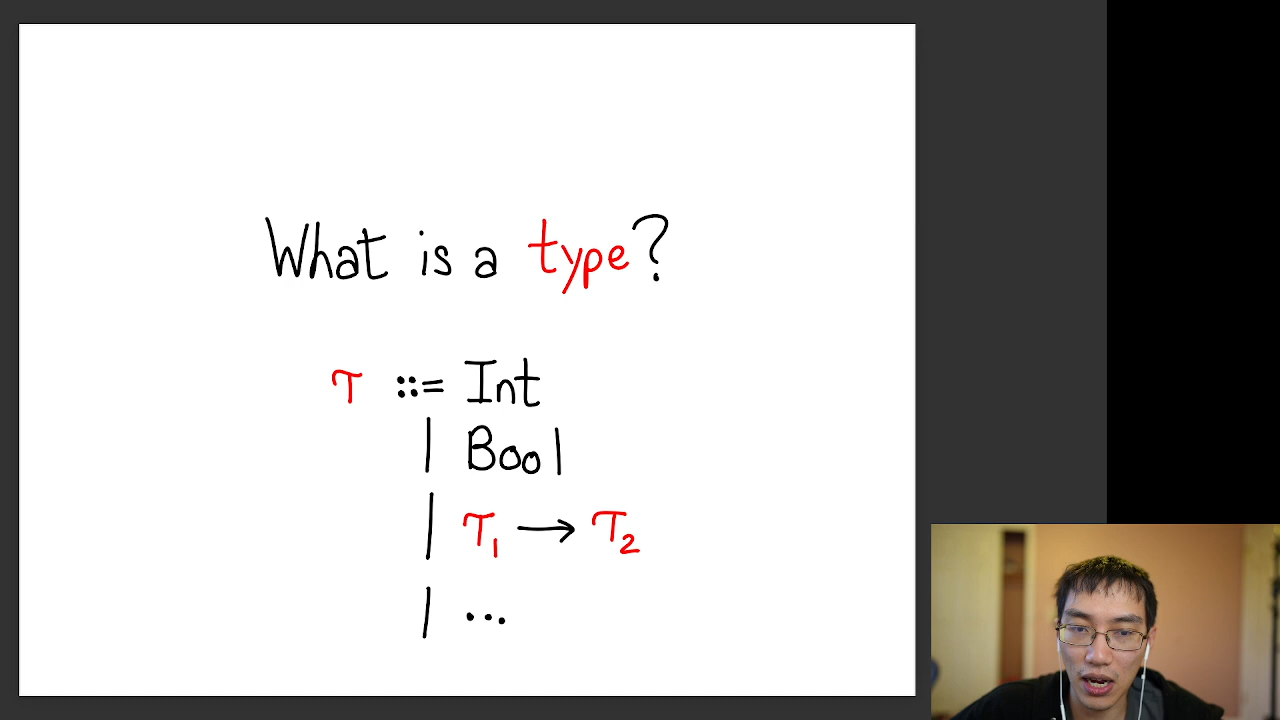 What is a type?
τ ::= Int
| Bool
| τ₁ → τ₂
| ...